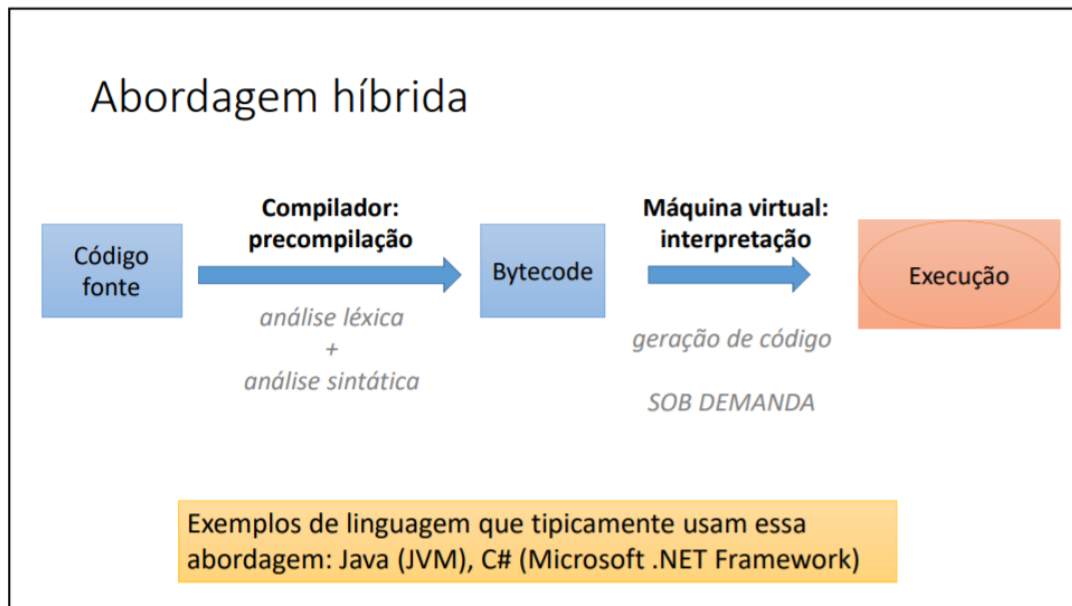 Abordagem híbrida
Código
fonte
Compilador:
precompilação
análise léxica
+
análise sintática
Bytecode
Máquina virtual:
interpretação
geração de código
SOB DEMANDA
Execução
Exemplos de linguagem que tipicamente usam essa
abordagem: Java (JVM), C# (Microsoft .NET Framework)